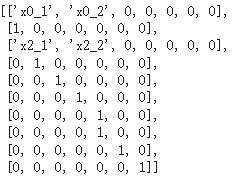 [['x0_1', 'x0_2', 0, 0, 0, 0, 0],
[1, 0, 0, 0, 0, 0, 0],
['x2_1', 'x2_2', 0, 0, 0, 0, 0],
[0, 1, 0, 0, 0, 0, 0],
[0, 0, 1, 0, 0, 0, 0],
[0, 0, 0, 1, 0, 0, 0],
[0, 0, 0, 0, 1, 0, 0],
[0, 0, 0, 0, 1, 0, 0],
[0, 0, 0, 0, 0, 1, 0],
[0, 0, 0, 0, 0, 0, 1]]